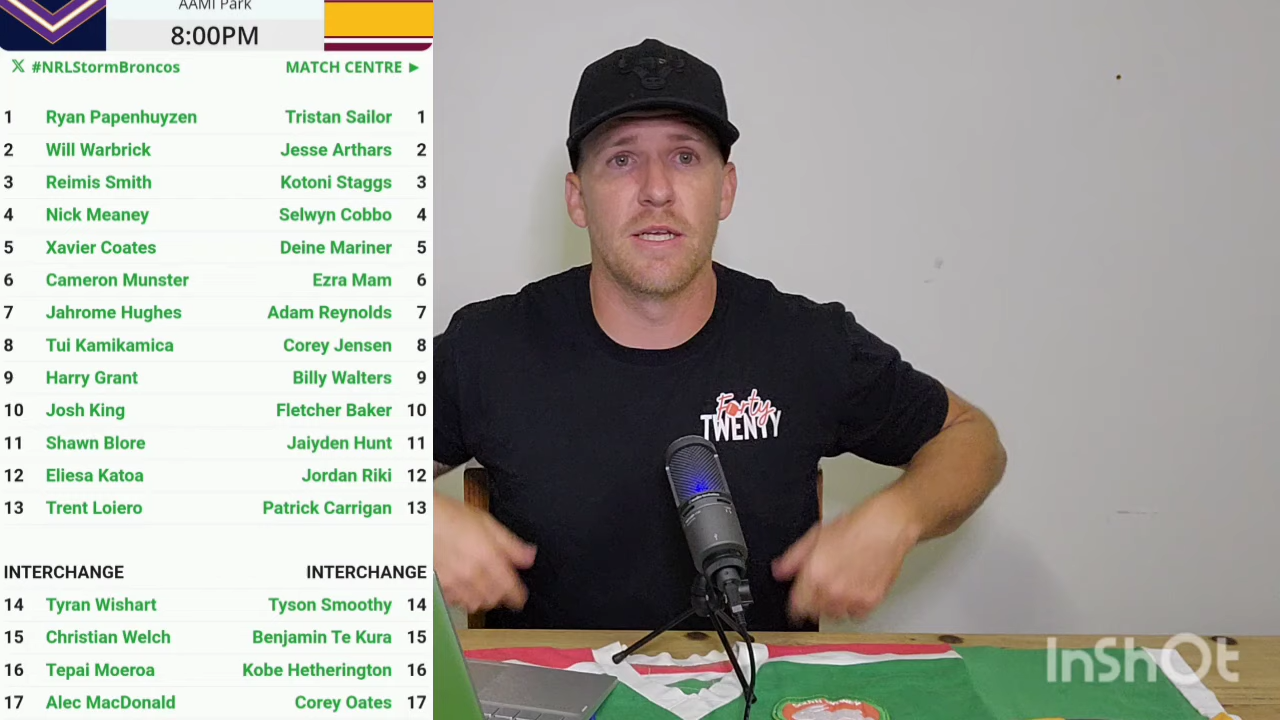 AAMI Park
8:00PM
#NRLStormBroncos MATCH CENTRE ►
1 Ryan Papenhuyzen Tristan Sailor 1
2 Will Warbrick Jesse Arthars 2
3 Reimis Smith Kotoni Staggs 3
4 Nick Meaney Selwyn Cobbo 4
5 Xavier Coates Deine Mariner 5
6 Cameron Munster Ezra Mam 6
7 Jahrome Hughes Adam Reynolds 7
8 Tui Kamikamica Corey Jensen 8
9 Harry Grant Billy Walters 9
10 Josh King Fletcher Baker 10
11 Shawn Blore Jaiyden Hunt 11
12 Eliesa Katoa Jordan Riki 12
13 Trent Loiero Patrick Carrigan 13
INTERCHANGE INTERCHANGE
14 Tyran Wishart Tyson Smoothy 14
15 Christian Welch Benjamin Te Kura 15
16 Tepai Moeroa Kobe Hetherington 16
17 Alec MacDonald Corey Oates 17
Forty
TWENTY
InShOt